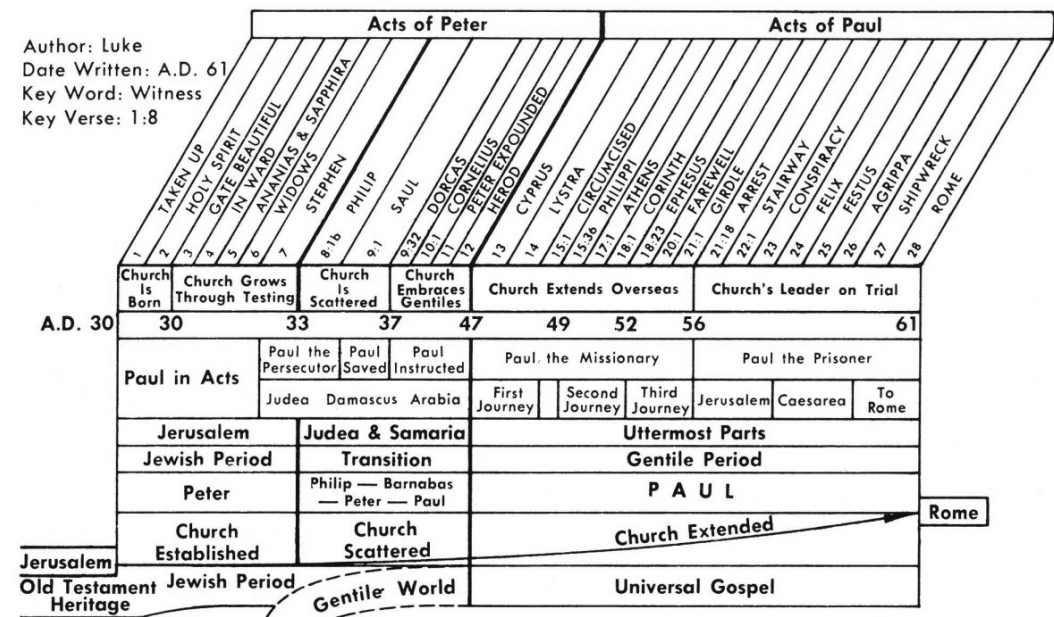 Acts of Peter
Acts of Paul
Author: Luke
Date Written: A.D. 61
Key Word: Witness
Key Verse: 1:8
TAKEN UP
HOLY SPIRIT
GATE BEAUTIFUL
IN WARD
ANANIAS & SAPPHIRA
WIDOWS
STEPHEN
PHILIP
SAUL
DORCAS
CORNELIUS
PETER EXPOUNDED
HEROD
CYPRUS
LYSTRA
CIRCUMCISED
PHILIPPI
ATHENS
CORINTH
EPHESUS
FAREWELL
GIRDLE
ARREST
STAIRWAY
CONSPIRACY
FELIX
FESTUS
AGRIPPA
SHIPWRECK
ROME
1 2 3 4 5 6 7 8:1b 9:1 9:32 10:1 11 12 13 14 15:1 15:36 17:1 18:1 18:23 20:1 21:1 21:18 22:1 23 24 25 26 27 28
Church
Is
Born
Church Grows
Through Testing
Church
Is
Scattered
Church
Embraces
Gentiles
Church Extends Overseas
Church's Leader on Trial
A.D. 30 30 33 37 47 49 52 56 61
Paul in Acts
Paul the
Persecutor
Paul
Saved
Paul
Instructed
Paul the Missionary
Paul the Prisoner
Judea Damascus Arabia
First
Journey
Second
Journey
Third
Journey
Jerusalem
Caesarea
To
Rome
Jerusalem
Judea & Samaria
Uttermost Parts
Jewish Period
Transition
Gentile Period
Peter
Philip — Barnabas
— Peter — Paul
PAUL
Rome
Church
Established
Church
Scattered
Church Extended
Jerusalem
Old Testament
Heritage
Jewish Period
Gentile World
Universal Gospel